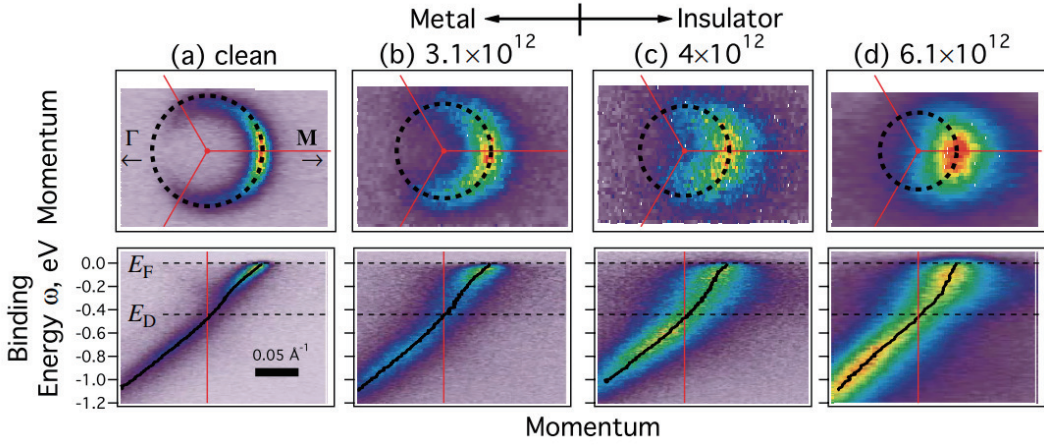 Metal Insulator
(a) clean
(b) 3.1×10¹²
(c) 4×10¹²
(d) 6.1×10¹²
Momentum
Γ
M
Binding
Energy ω, eV
0.0
-0.2
-0.4
-0.6
-0.8
-1.0
-1.2
E_F
E_D
0.05 Å⁻¹
Momentum